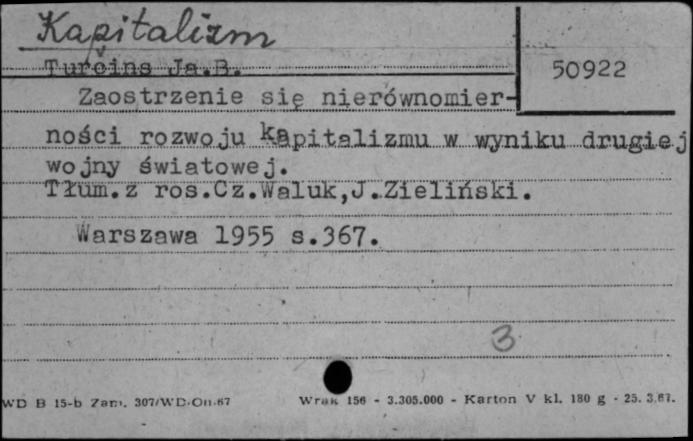 Kapitalizm
Turčins Ja.B.
50922
Zaostrzenie się nierównomier-
ności rozwoju kapitalizmu w wyniku drugiej
wojny światowej.
Tłum.z ros.Cz.Waluk,J.Zieliński.
Warszawa 1955 s.367.
3
WD B 15-b Zam. 307/WD-On-67 Wrak 156 - 3.305.000 - Karton V kl. 180 g - 25. 3.67.